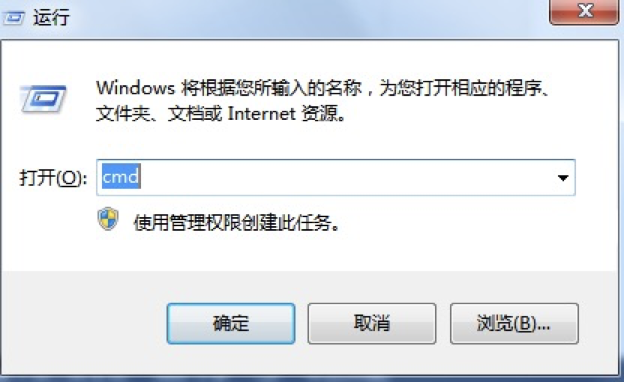 运行
Windows 将根据您所输入的名称，为您打开相应的程序、
文件夹、文档或 Internet 资源。
打开(O): cmd
使用管理权限创建此任务。
确定 取消 浏览(B)...